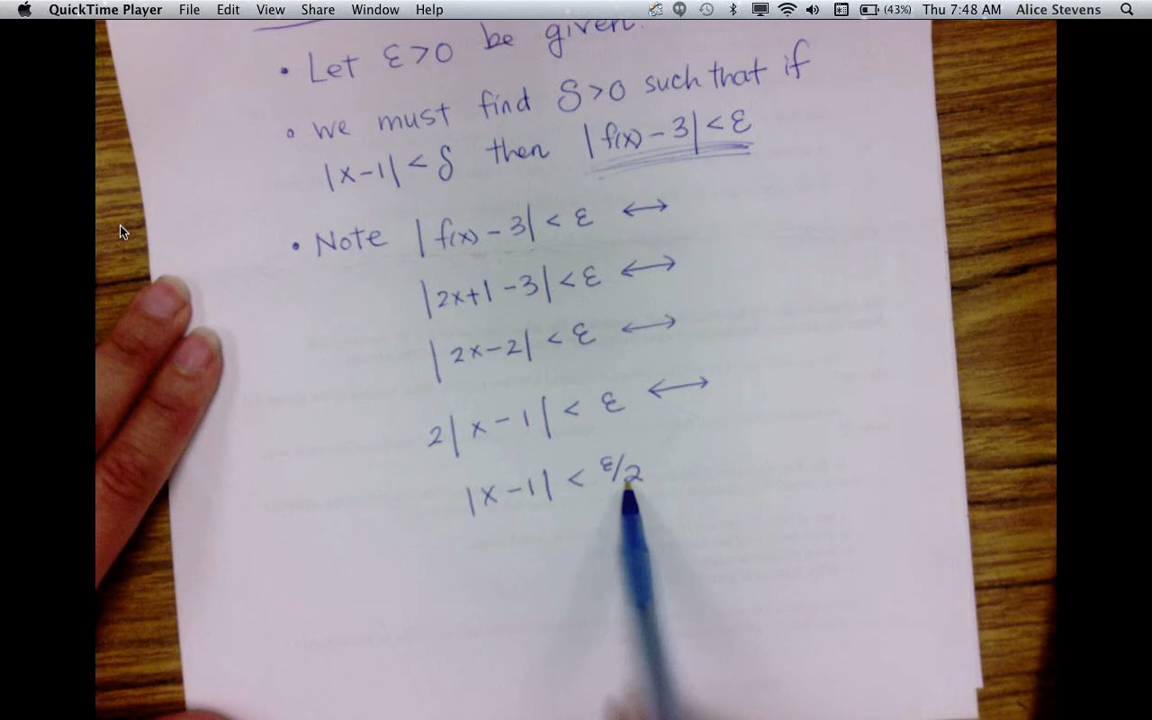 QuickTime Player File Edit View Share Window Help (43%) Thu 7:48 AM Alice Stevens
• Let ε>0 be given.
• we must find δ>0 such that if
|x-1| < δ then |f(x)-3| < ε
• Note |f(x)-3| < ε ↔
|2x+1-3| < ε ↔
|2x-2| < ε ↔
2|x-1| < ε ↔
|x-1| < ε/2